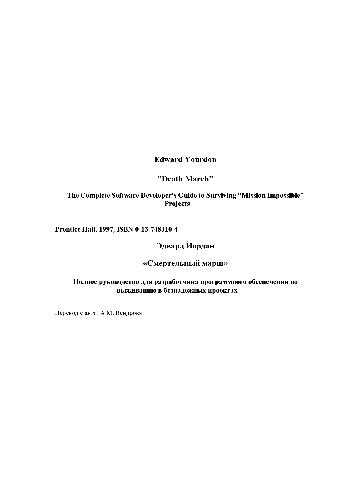 Edward Yourdon
"Death March"
The Complete Software Developer's Guide to Surviving "Mission Impossible"
Projects
Prentice Hall, 1997, ISBN 0-13-748310-4
Эдвард Йордон
«Смертельный марш»
Полное руководство для разработчика программного обеспечения по
выживанию в безнадежных проектах
Перевод с англ. А.М. Вендрова